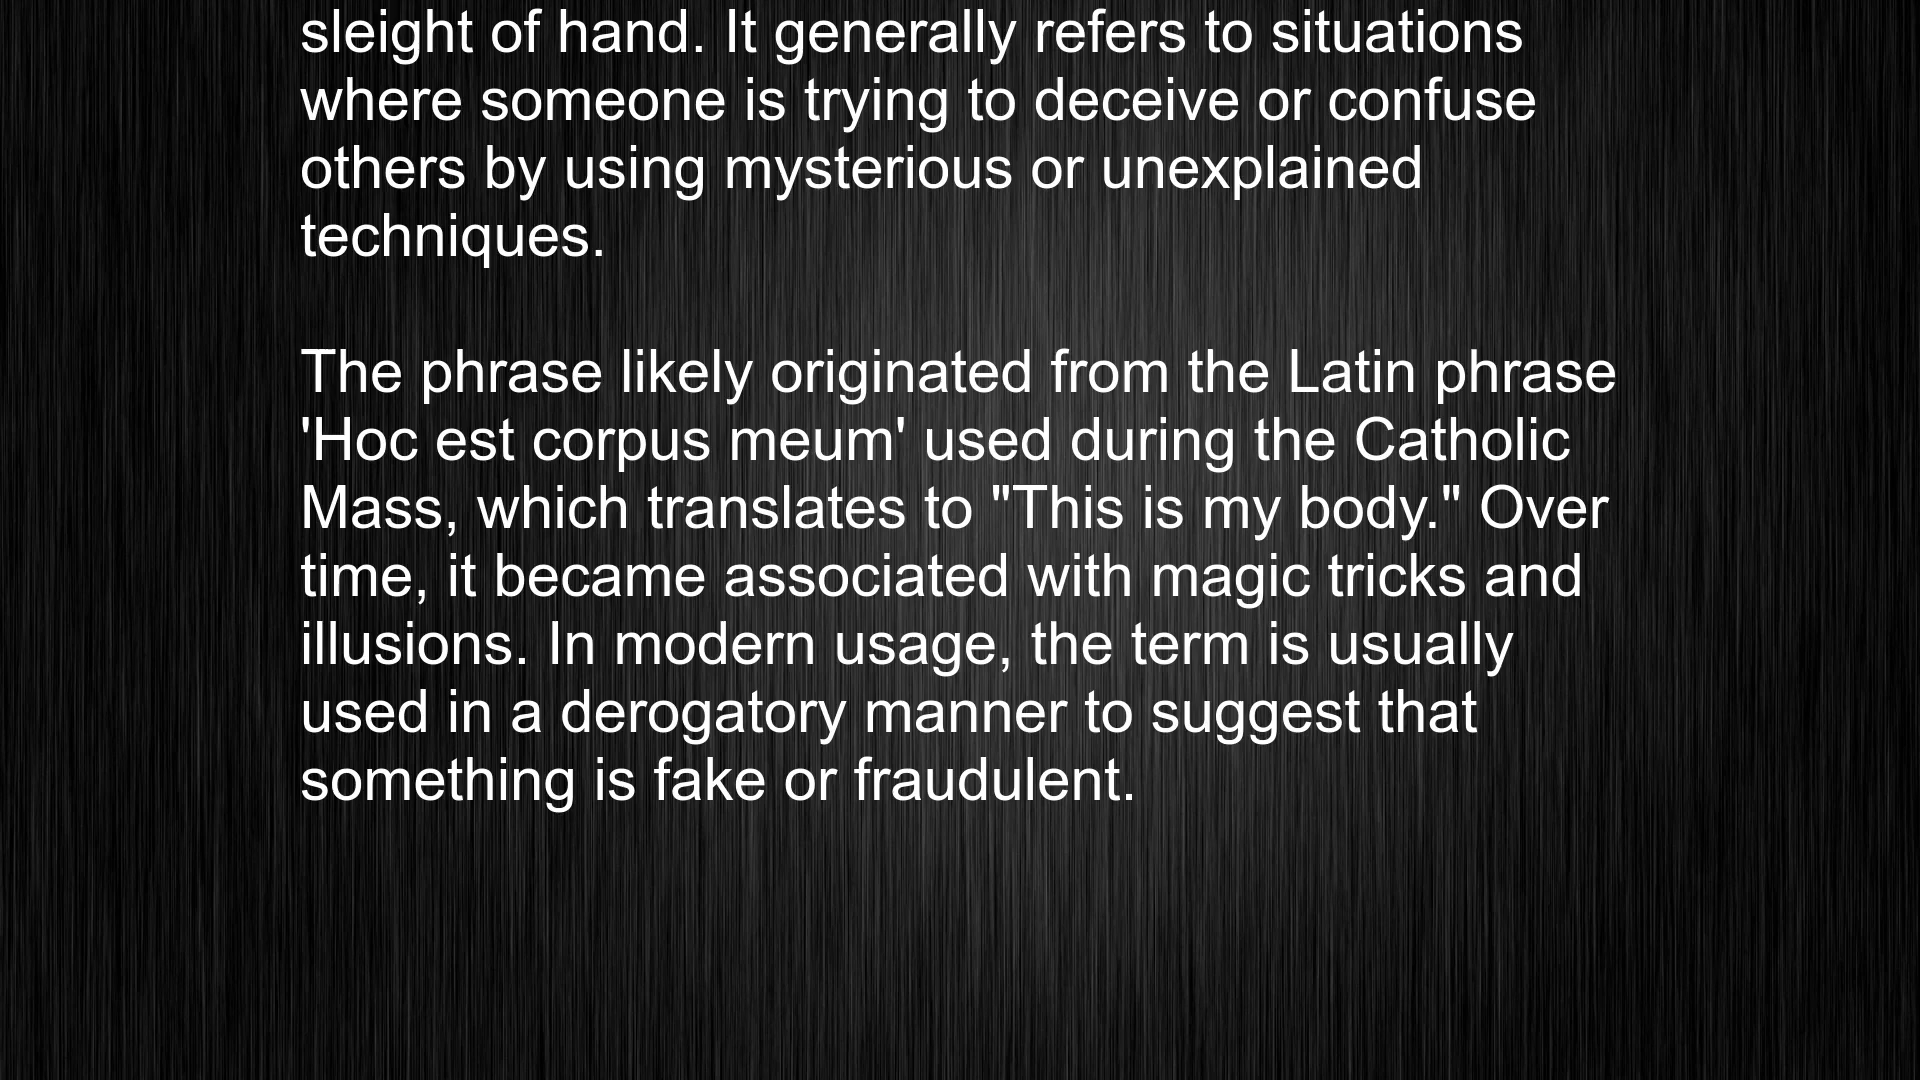 sleight of hand. It generally refers to situations
where someone is trying to deceive or confuse
others by using mysterious or unexplained
techniques.
The phrase likely originated from the Latin phrase
'Hoc est corpus meum' used during the Catholic
Mass, which translates to "This is my body." Over
time, it became associated with magic tricks and
illusions. In modern usage, the term is usually
used in a derogatory manner to suggest that
something is fake or fraudulent.